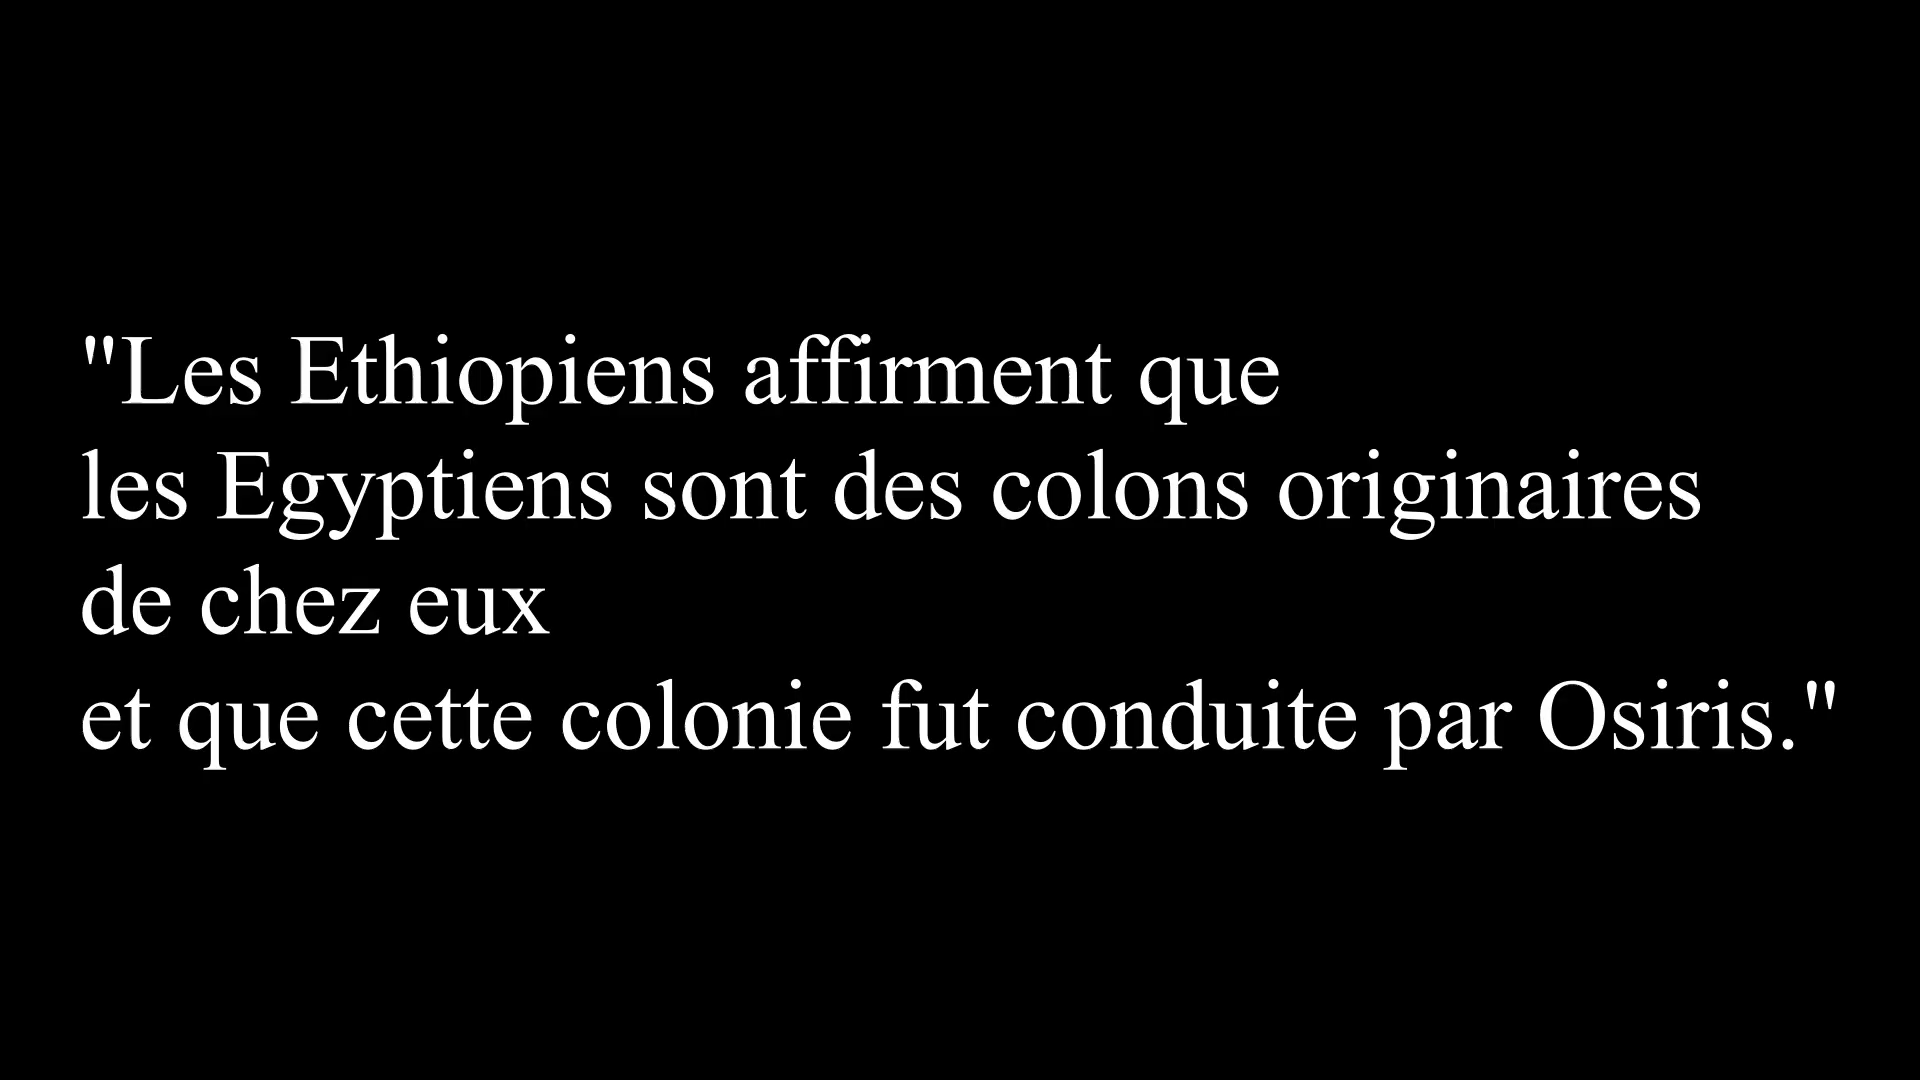 "Les Ethiopiens affirment que
les Egyptiens sont des colons originaires
de chez eux
et que cette colonie fut conduite par Osiris."